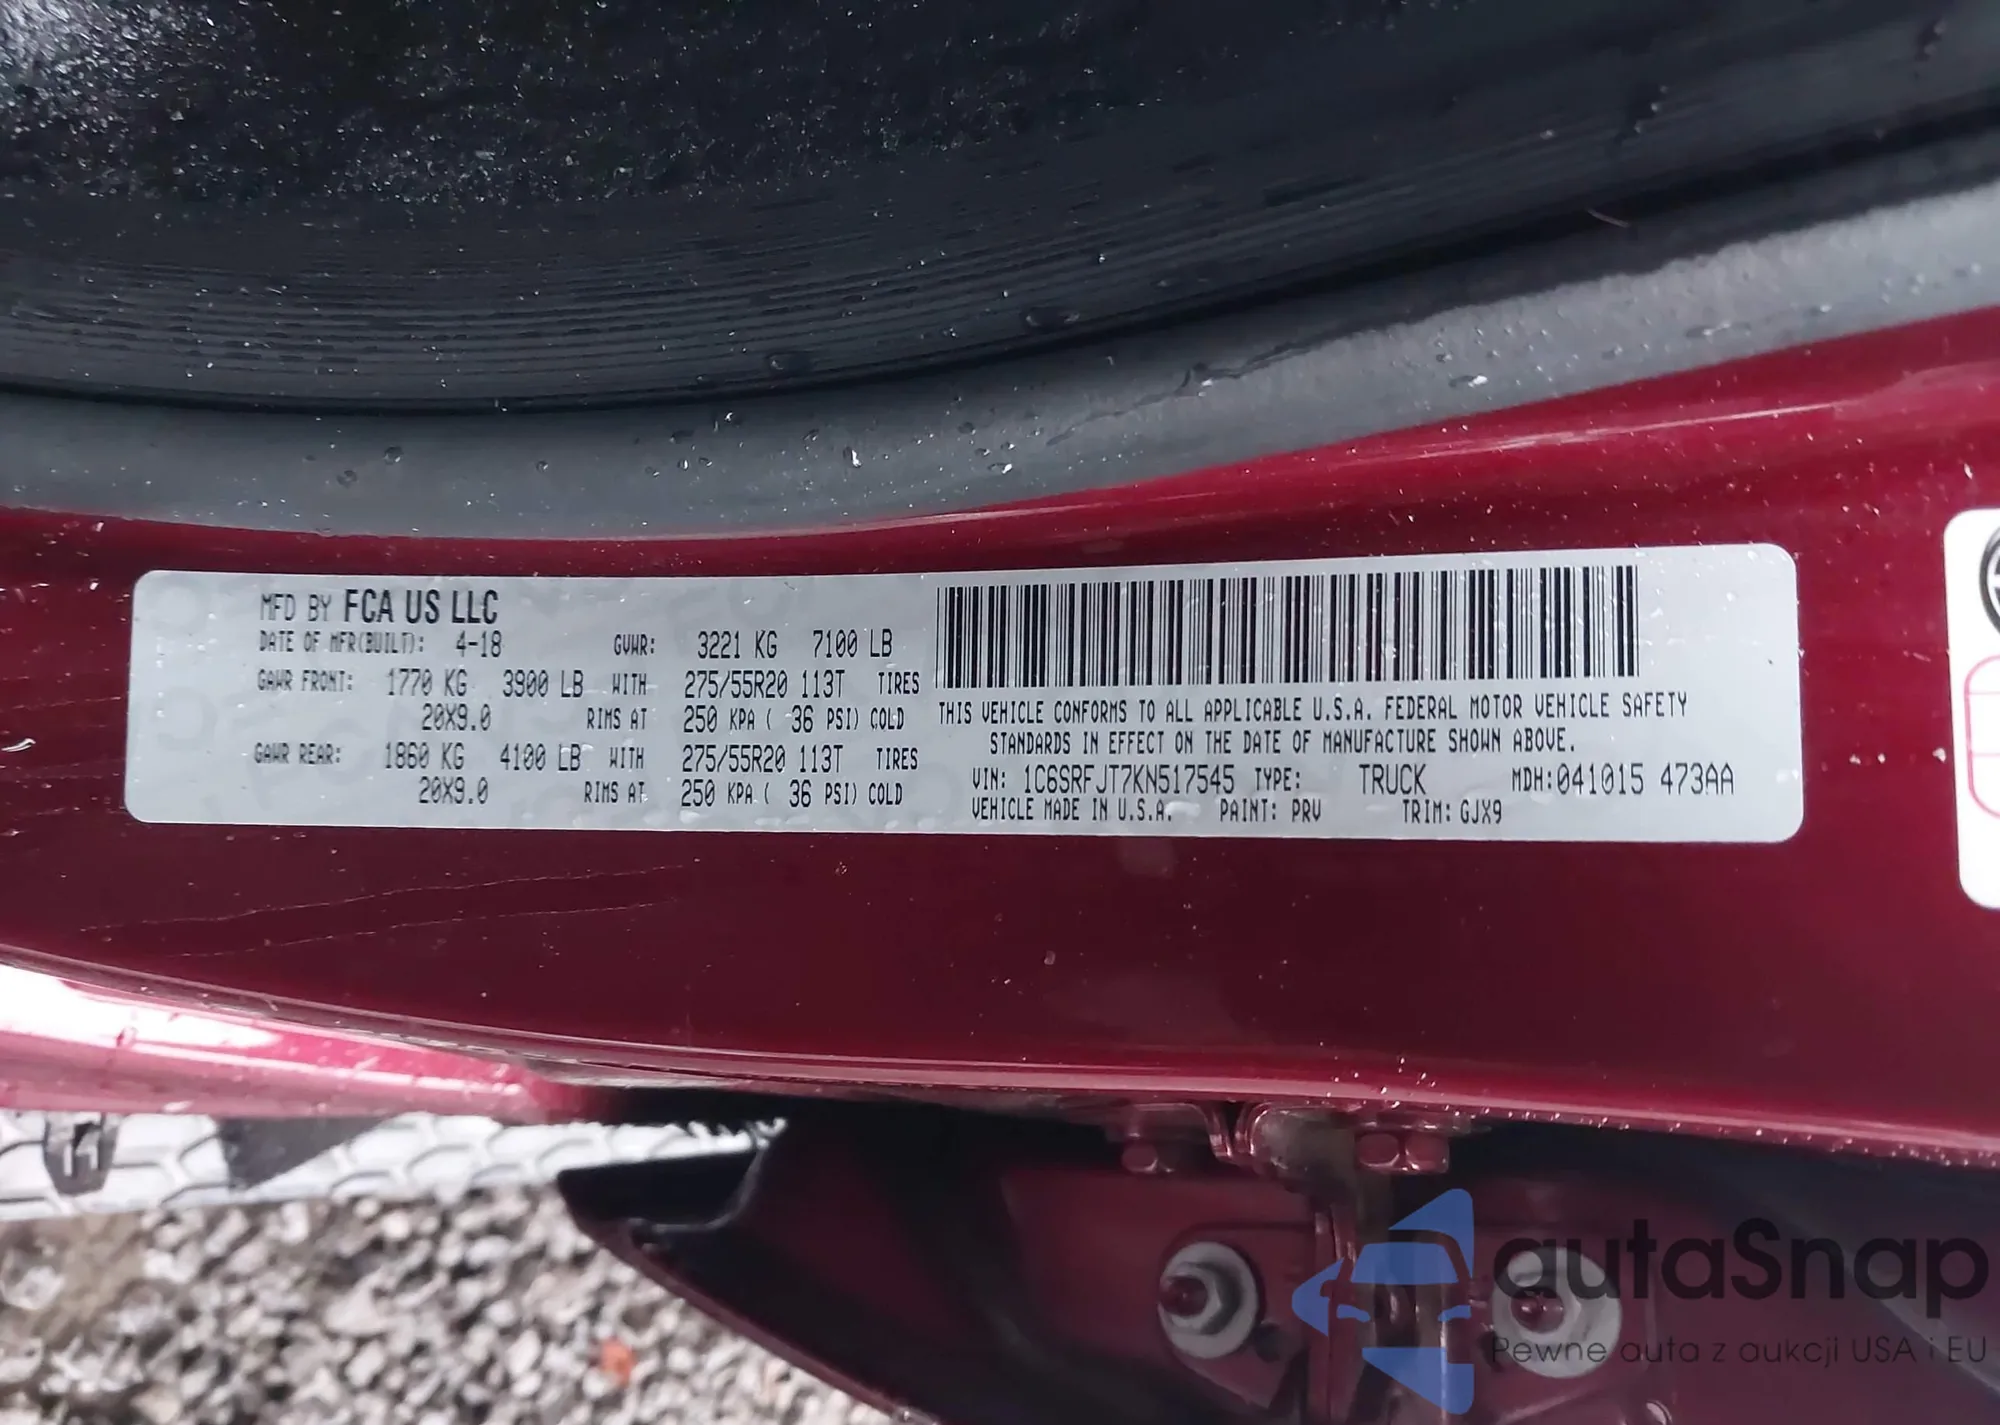 MFD BY FCA US LLC
DATE OF MFR(BUILT): 4-18 GVWR: 3221 KG 7100 LB
GAWR FRONT: 1770 KG 3900 LB WITH 275/55R20 113T TIRES
20X9.0 RIMS AT 250 KPA ( 36 PSI) COLD
GAWR REAR: 1860 KG 4100 LB WITH 275/55R20 113T TIRES
20X9.0 RIMS AT 250 KPA ( 36 PSI) COLD
THIS VEHICLE CONFORMS TO ALL APPLICABLE U.S.A. FEDERAL MOTOR VEHICLE SAFETY
STANDARDS IN EFFECT ON THE DATE OF MANUFACTURE SHOWN ABOVE.
VIN: 1C6SRFJT7KN517545 TYPE: TRUCK MDH:041015 473AA
VEHICLE MADE IN U.S.A. PAINT: PRV TRIM: GJX9
autaSnap
Pewne auta z aukcji USA i EU